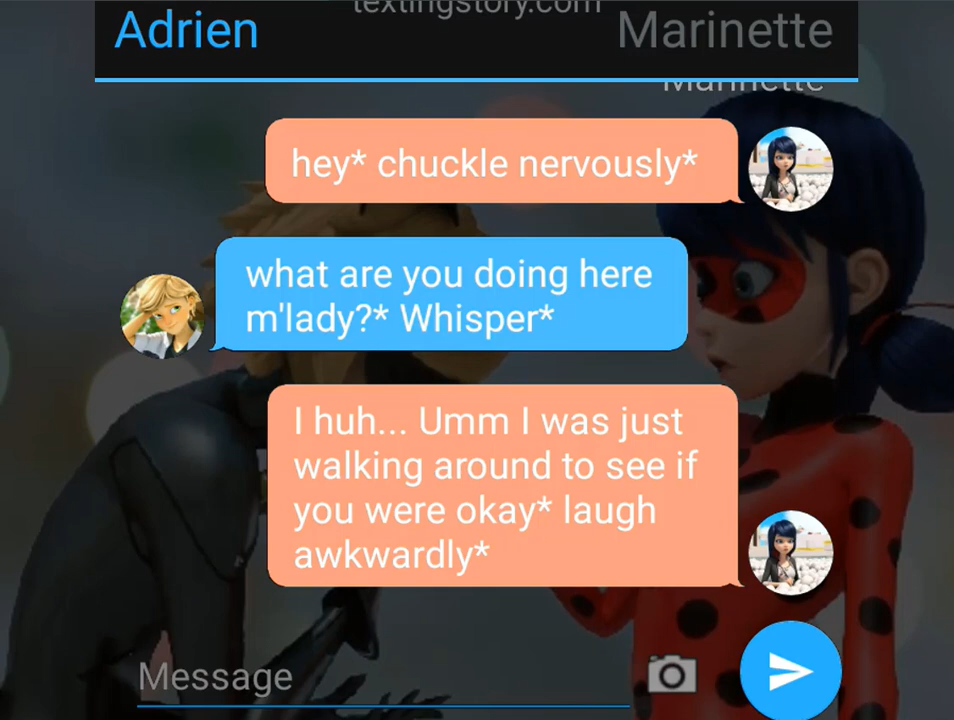 textingstory.com
Adrien Marinette
Marinette
hey* chuckle nervously*
what are you doing here
m'lady?* Whisper*
I huh... Umm I was just
walking around to see if
you were okay* laugh
awkwardly*
Message